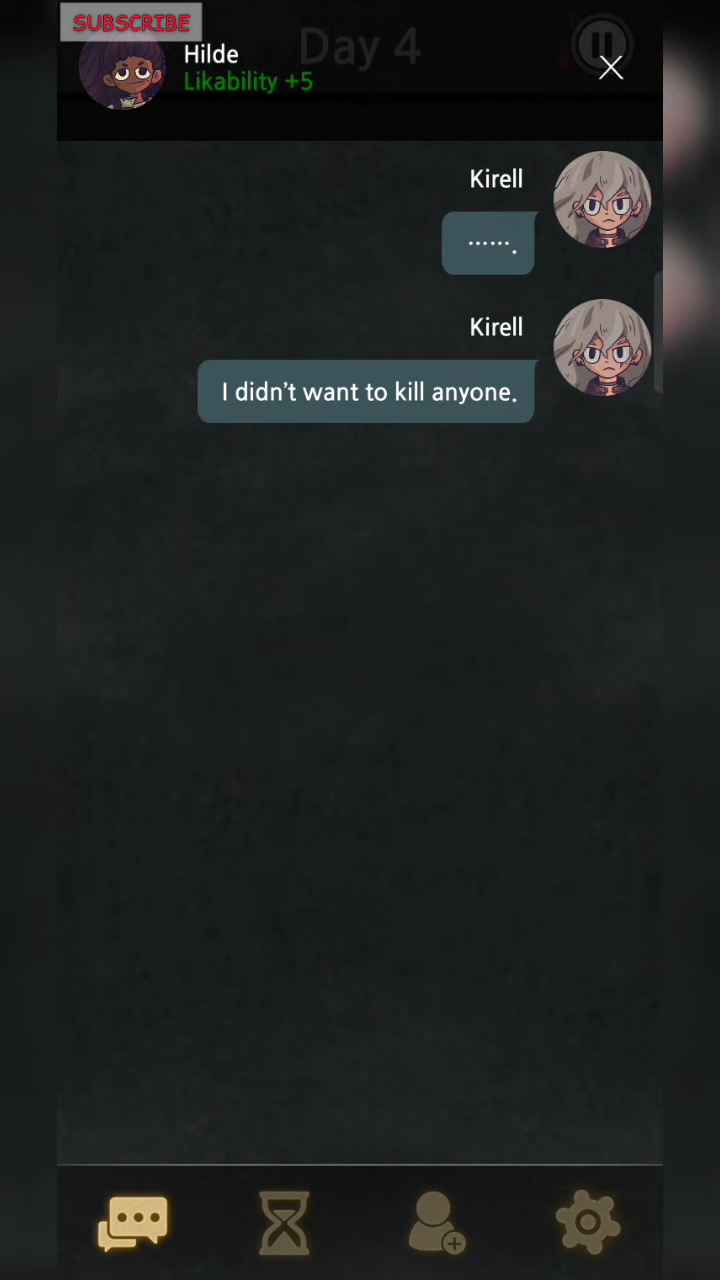 SUBSCRIBE
Day 4
Hilde
Likability +5
Kirell
·······.
Kirell
I didn't want to kill anyone.